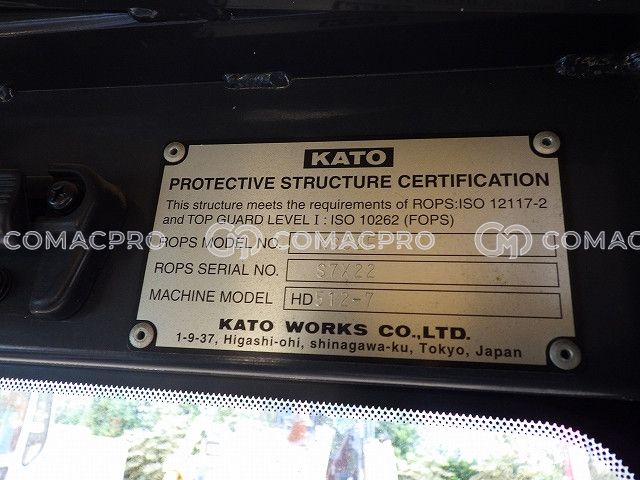 KATO
PROTECTIVE STRUCTURE CERTIFICATION
This structure meets the requirements of ROPS:ISO 12117-2
and TOP GUARD LEVEL I : ISO 10262 (FOPS)
COMACPRO COMACPRO COMAC
ROPS MODEL NO.
ROPS SERIAL NO.
MACHINE MODEL HD512-7
KATO WORKS CO.,LTD.
1-9-37, Higashi-ohi, shinagawa-ku, Tokyo, Japan